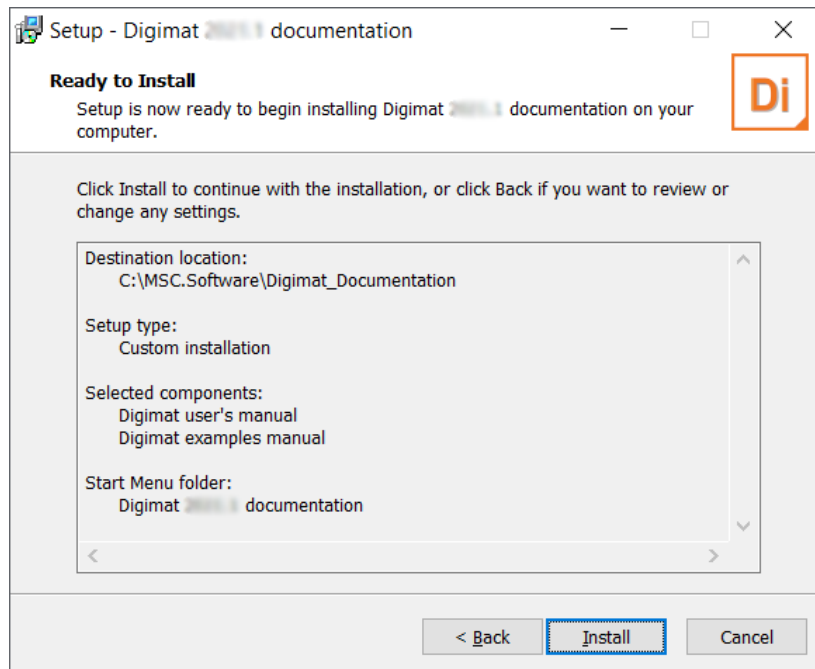 Setup - Digimat documentation
Ready to Install
Setup is now ready to begin installing Digimat documentation on your
computer.
Di
Click Install to continue with the installation, or click Back if you want to review or
change any settings.
Destination location:
C:\MSC.Software\Digimat_Documentation
Setup type:
Custom installation
Selected components:
Digimat user's manual
Digimat examples manual
Start Menu folder:
Digimat documentation
< Back
Install
Cancel